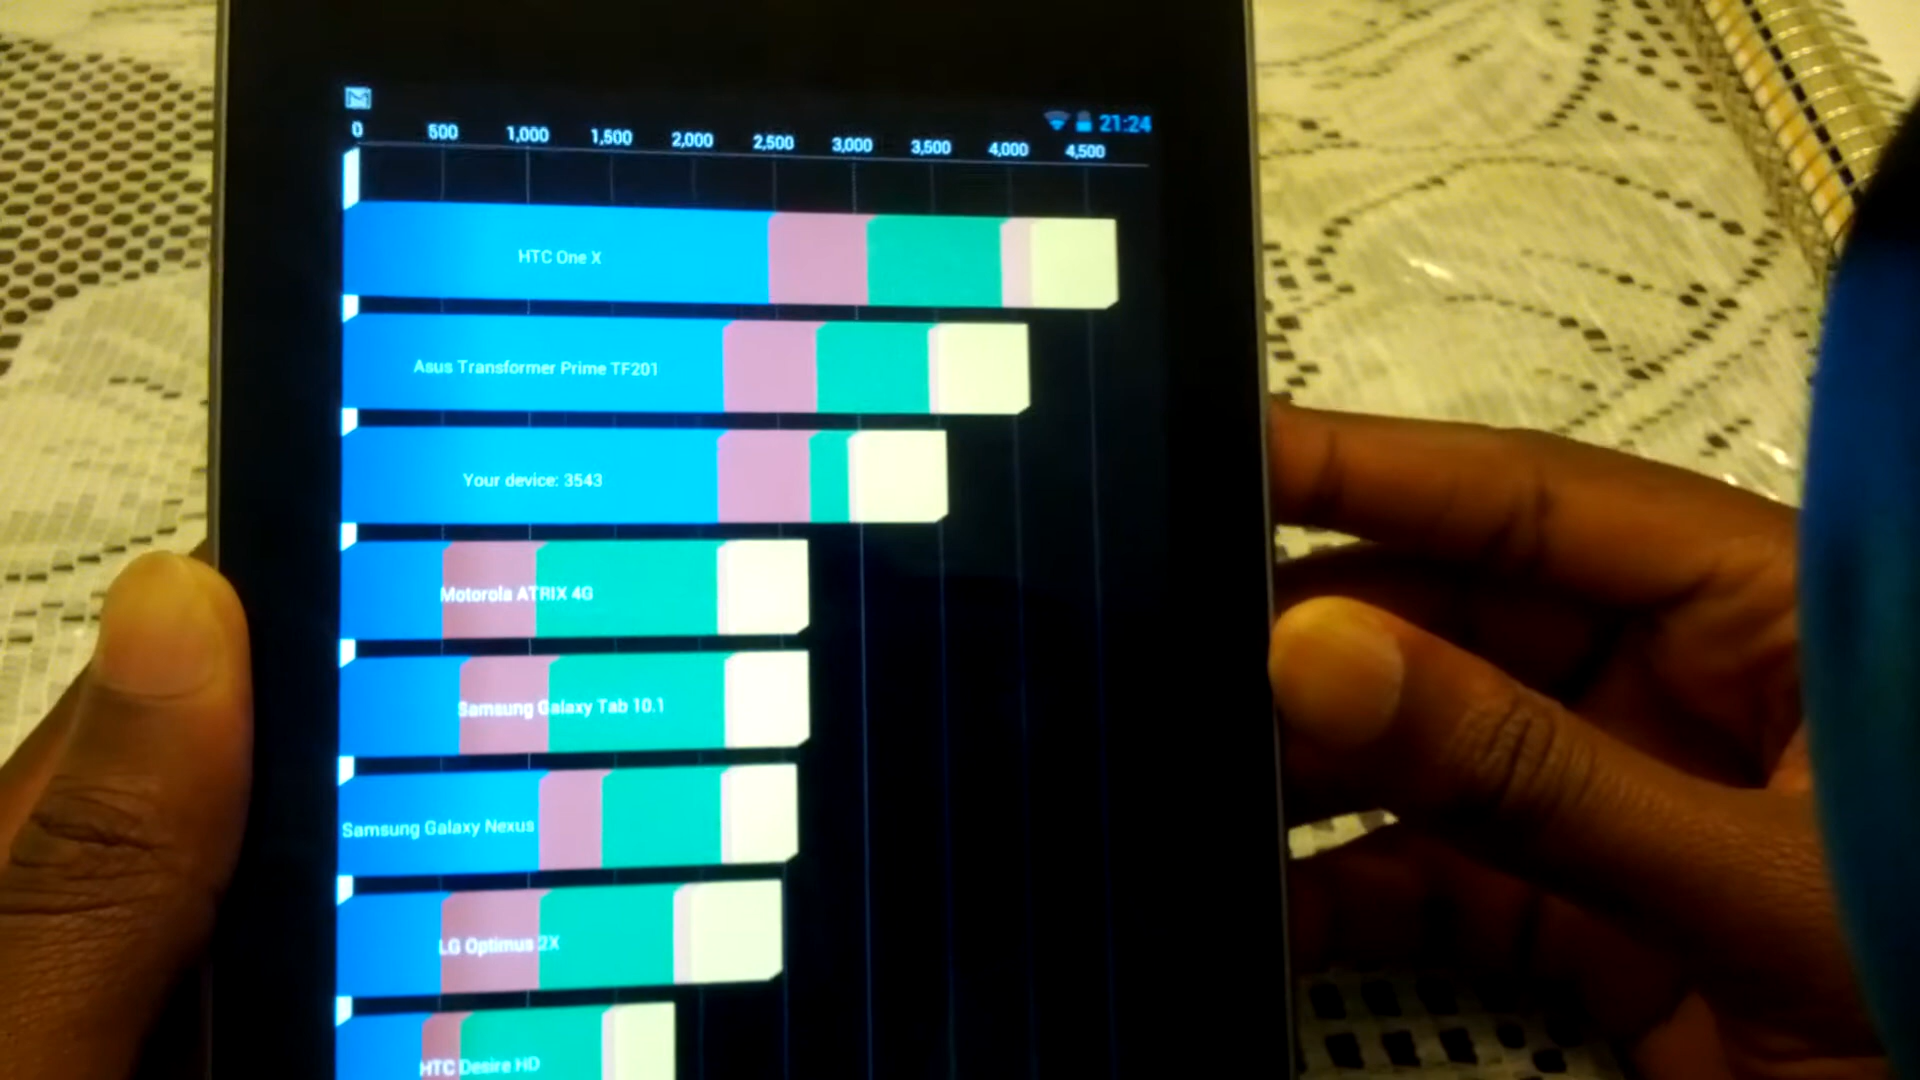 21:24
0 500 1,000 1,500 2,000 2,500 3,000 3,500 4,000 4,500
HTC One X
Asus Transformer Prime TF201
Your device: 3543
Motorola ATRIX 4G
Samsung Galaxy Tab 10.1
Samsung Galaxy Nexus
LG Optimus 2X
HTC Desire HD